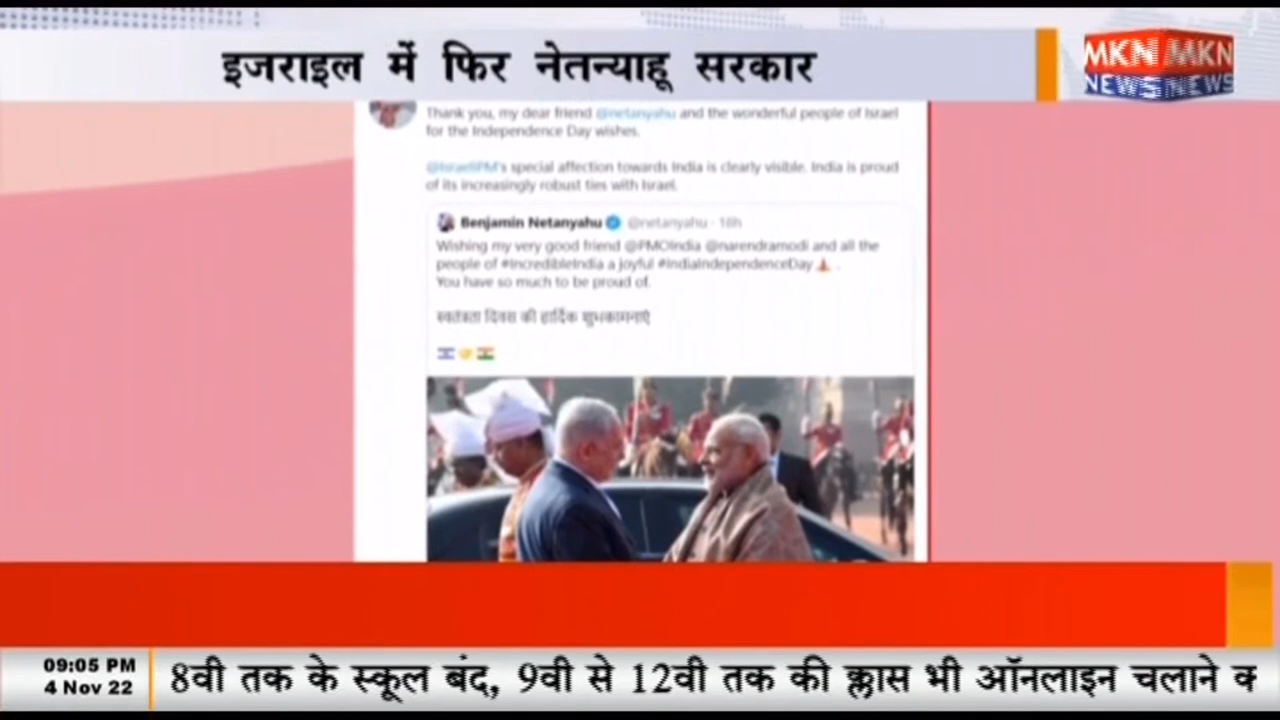 इजराइल में फिर नेतन्याहू सरकार
MKN MKN
NEWS NEWS
Thank you, my dear friend @netanyahu and the wonderful people of Israel
for the Independence Day wishes.
@IsraeliPM's special affection towards India is clearly visible. India is proud
of its increasingly robust ties with Israel.
Benjamin Netanyahu @netanyahu · 18h
Wishing my very good friend @PMOIndia @narendramodi and all the
people of #IncredibleIndia a joyful #IndiaIndependenceDay .
You have so much to be proud of.
स्वतंत्रता दिवस की हार्दिक शुभकामनाएं
09:05 PM
4 Nov 22
8वी तक के स्कूल बंद, 9वी से 12वी तक की क्लास भी ऑनलाइन चलाने क